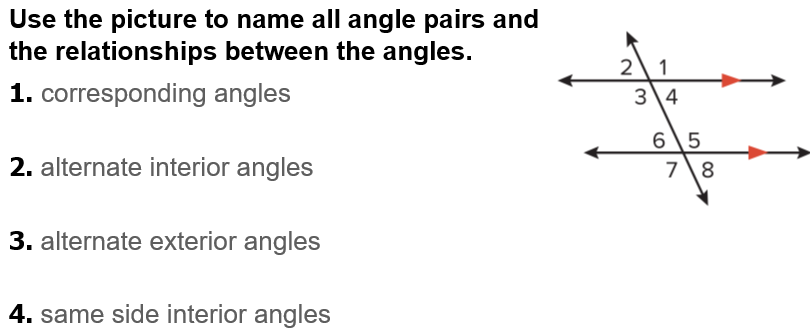 Use the picture to name all angle pairs and
the relationships between the angles.
1. corresponding angles
2. alternate interior angles
3. alternate exterior angles
4. same side interior angles
2 1
3 4
6 5
7 8